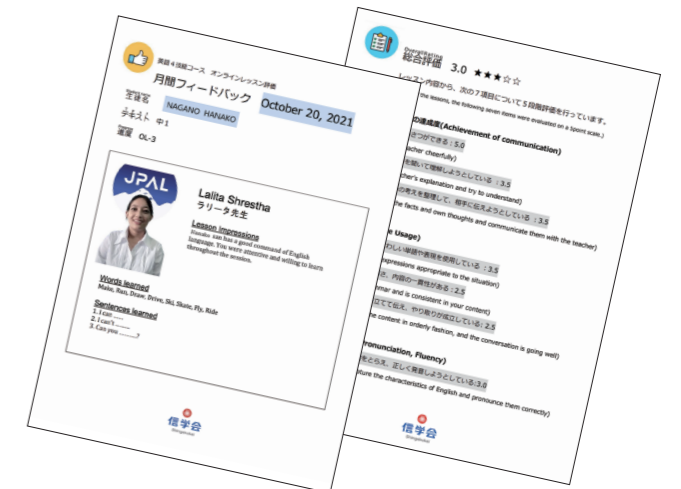 英語４技能コース オンラインレッスン評価
月間フィードバック
October 20, 2021
生徒名 NAGANO HANAKO
テキスト 中1
進度 OL-3
JPAL
Lalita Shrestha
ラリータ先生
Lesson impressions
Hanako san has a good command of English
language. You were attentive and willing to learn
throughout the session.
Words learned
Make, Run, Draw, Drive, Ski, Skate, Fly, Ride
Sentences learned
1. I can ......
2. I can't ........
3. Can you ..........?
信学会
Shingakukai
Overall rating
総合評価 3.0 ★★★☆☆
レッスン内容から、次の7項目について5段階評価を行っています。
the lessons, the following seven items were evaluated on a 5point scale.)
の達成度(Achievement of communication)
さつができる：5.0
acher cheerfully)
を聞いて理解しようとしている ：3.5
cher's explanation and try to understand)
の考えを整理して、相手に伝えようとしている ：3.5
the facts and own thoughts and communicate them with the teacher)
e Usage)
わしい単語や表現を使用している ：3.5
xpressions appropriate to the situation)
さ、内容の一貫性がある：2.5
mmar and is consistent in your content)
立てて伝え、やり取りが成立している：2.5
the content in orderly fashion, and the conversation is going well)
Pronunciation, Fluency)
をとらえ、正しく発音しようとしている:3.0
pture the characteristics of English and pronounce them correctly)
信学会
Shingakukai